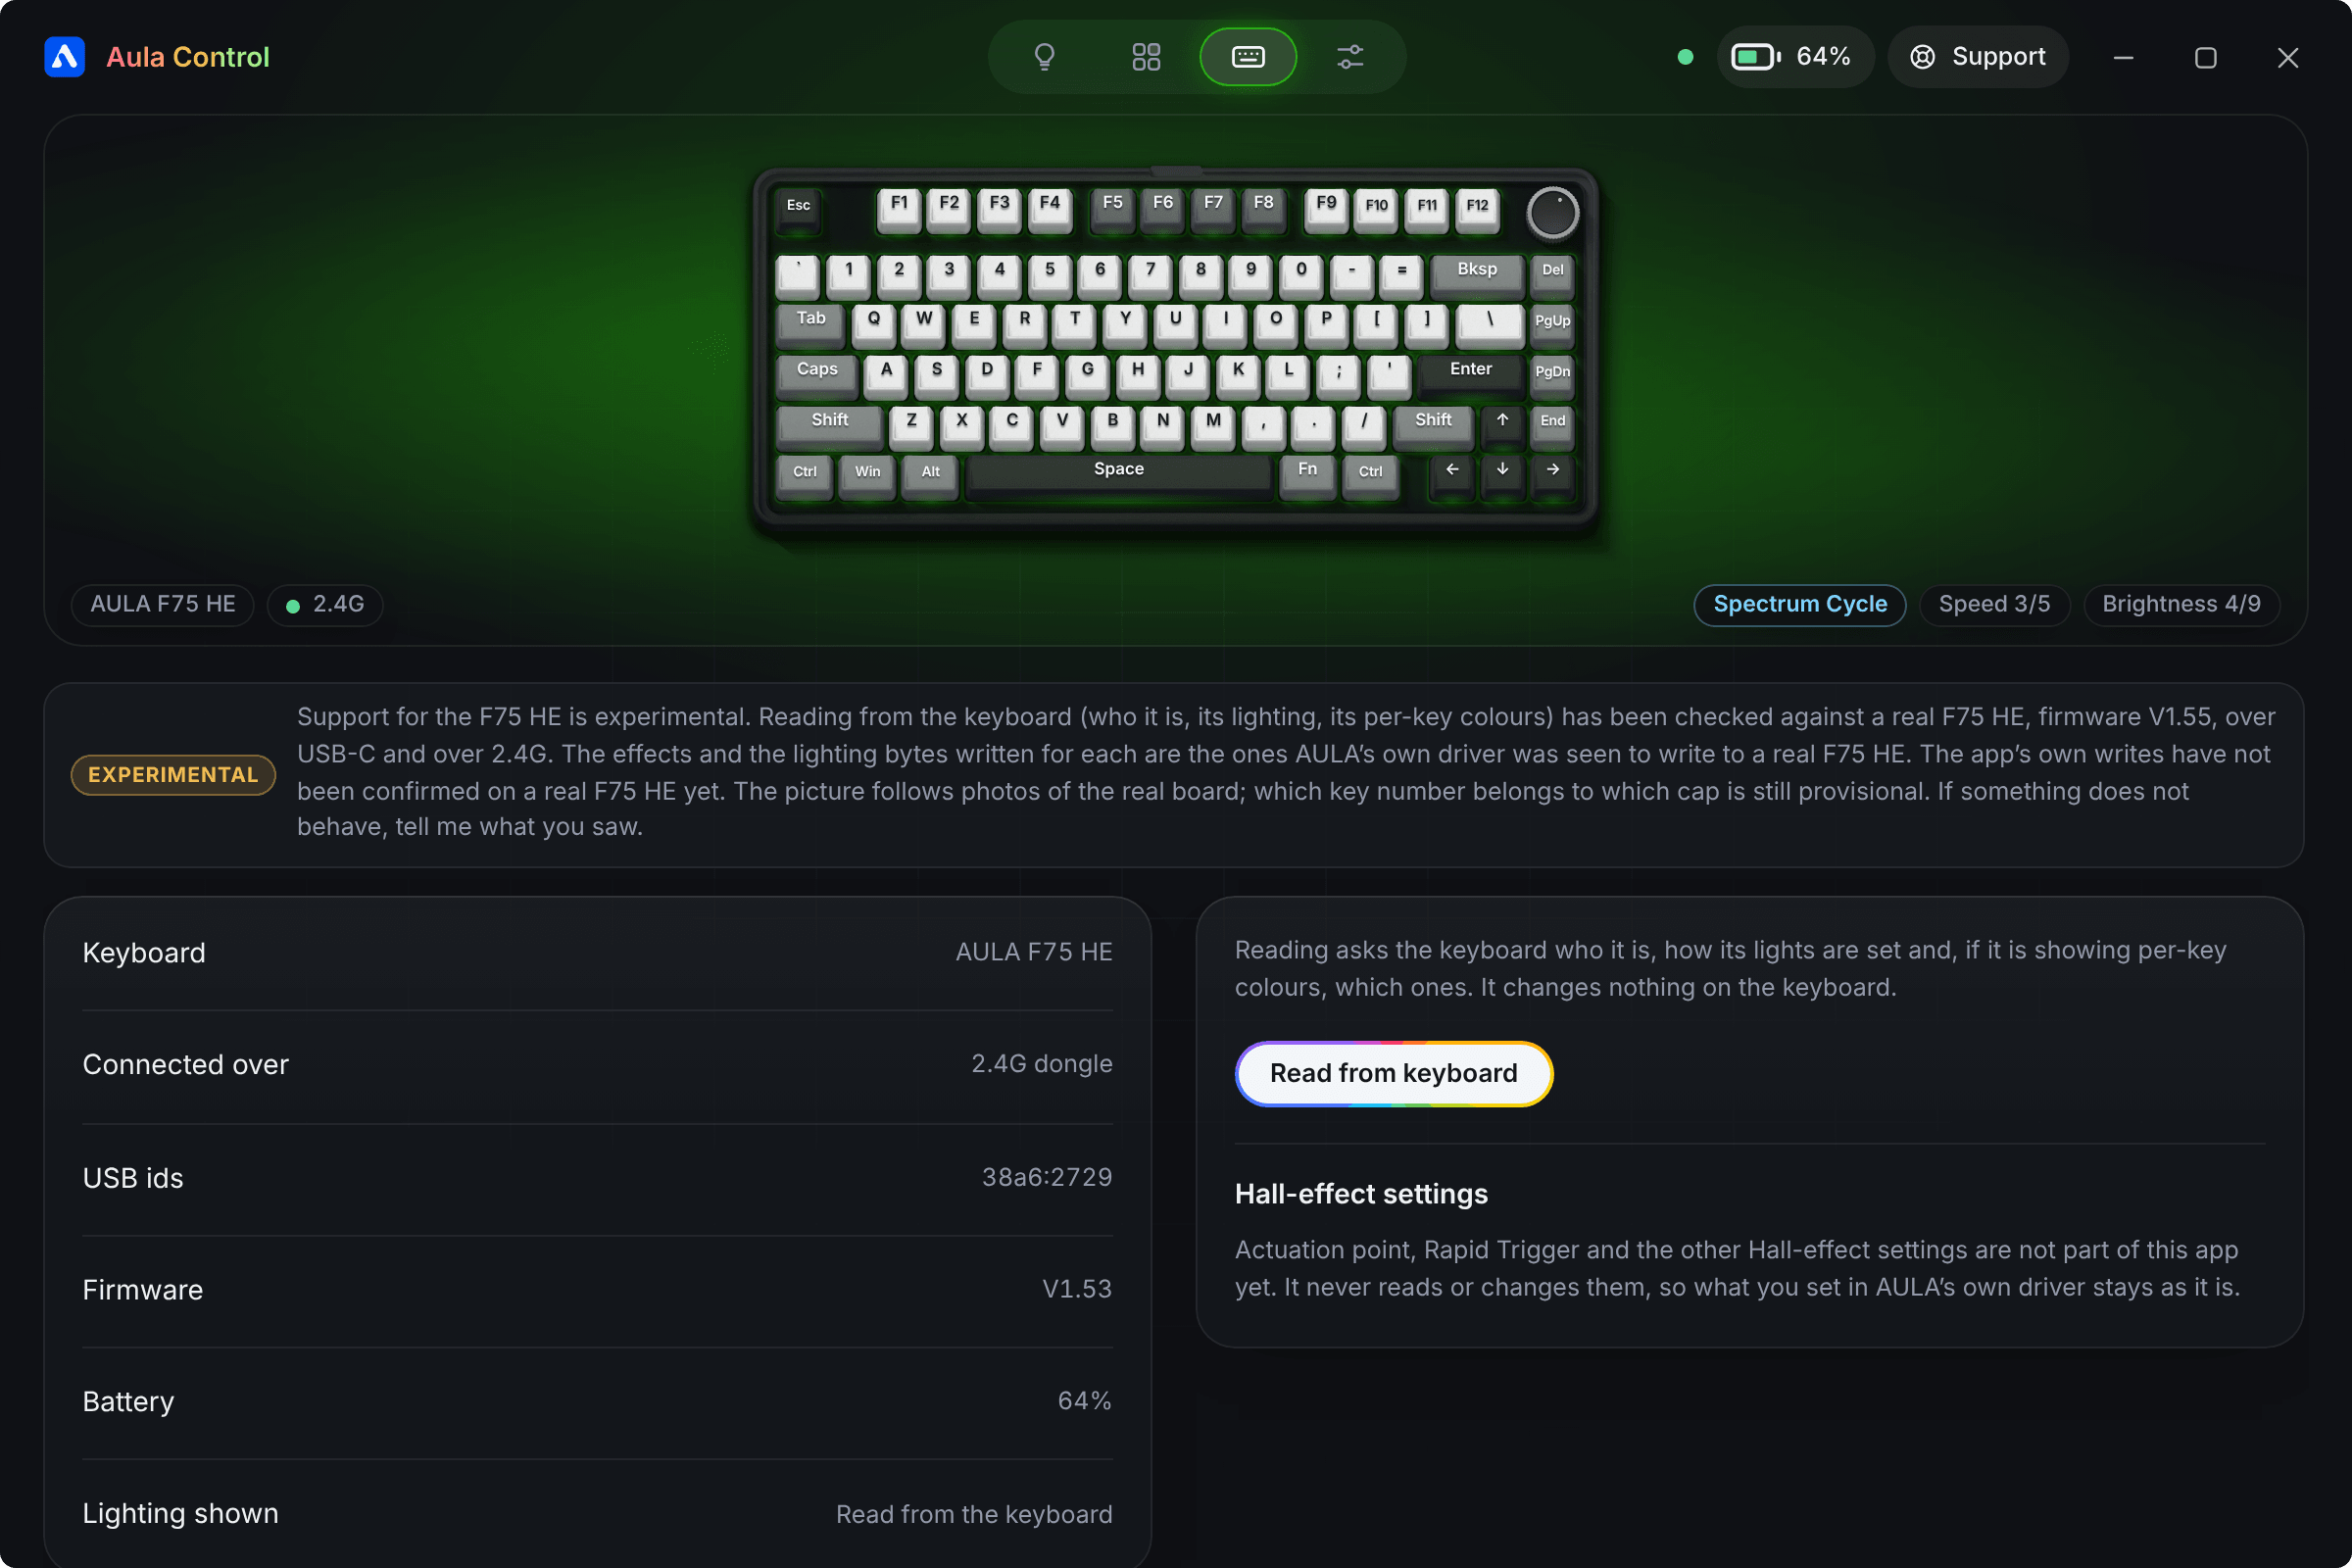 Aula Control
64%
Support
Esc F1 F2 F3 F4 F5 F6 F7 F8 F9 F10 F11 F12
` 1 2 3 4 5 6 7 8 9 0 - = Bksp Del
Tab Q W E R T Y U I O P [ ] \ PgUp
Caps A S D F G H J K L ; ' Enter PgDn
Shift Z X C V B N M , . / Shift ↑ End
Ctrl Win Alt Space Fn Ctrl ← ↓ →
AULA F75 HE
2.4G
Spectrum Cycle
Speed 3/5
Brightness 4/9
EXPERIMENTAL
Support for the F75 HE is experimental. Reading from the keyboard (who it is, its lighting, its per-key colours) has been checked against a real F75 HE, firmware V1.55, over
USB-C and over 2.4G. The effects and the lighting bytes written for each are the ones AULA’s own driver was seen to write to a real F75 HE. The app’s own writes have not
been confirmed on a real F75 HE yet. The picture follows photos of the real board; which key number belongs to which cap is still provisional. If something does not
behave, tell me what you saw.
Keyboard AULA F75 HE
Connected over 2.4G dongle
USB ids 38a6:2729
Firmware V1.53
Battery 64%
Lighting shown Read from the keyboard
Reading asks the keyboard who it is, how its lights are set and, if it is showing per-key
colours, which ones. It changes nothing on the keyboard.
Read from keyboard
Hall-effect settings
Actuation point, Rapid Trigger and the other Hall-effect settings are not part of this app
yet. It never reads or changes them, so what you set in AULA’s own driver stays as it is.